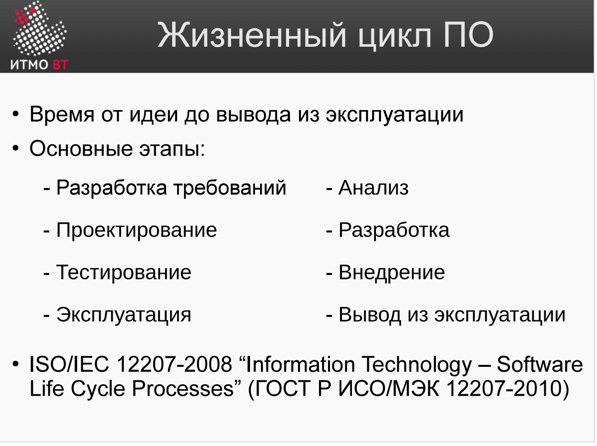 Жизненный цикл ПО
ИТМО ВТ
• Время от идеи до вывода из эксплуатации
• Основные этапы:
- Разработка требований - Анализ
- Проектирование - Разработка
- Тестирование - Внедрение
- Эксплуатация - Вывод из эксплуатации
• ISO/IEC 12207-2008 “Information Technology – Software
Life Cycle Processes” (ГОСТ Р ИСО/МЭК 12207-2010)